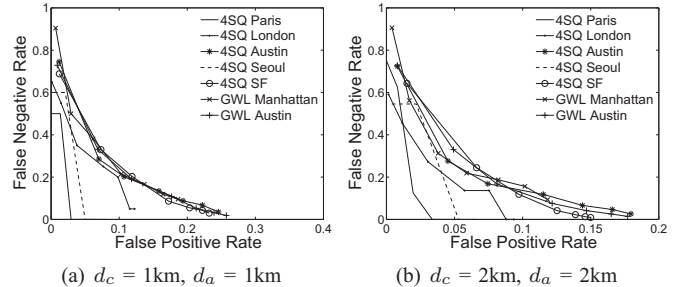 False Negative Rate
1
0.8
0.6
0.4
0.2
0
0
0.1
0.2
0.3
0.4
False Positive Rate
4SQ Paris
4SQ London
4SQ Austin
4SQ Seoul
4SQ SF
GWL Manhattan
GWL Austin
(a) d_c = 1km, d_a = 1km
False Negative Rate
1
0.8
0.6
0.4
0.2
0
0
0.05
0.1
0.15
0.2
False Positive Rate
4SQ Paris
4SQ London
4SQ Austin
4SQ Seoul
4SQ SF
GWL Manhattan
GWL Austin
(b) d_c = 2km, d_a = 2km